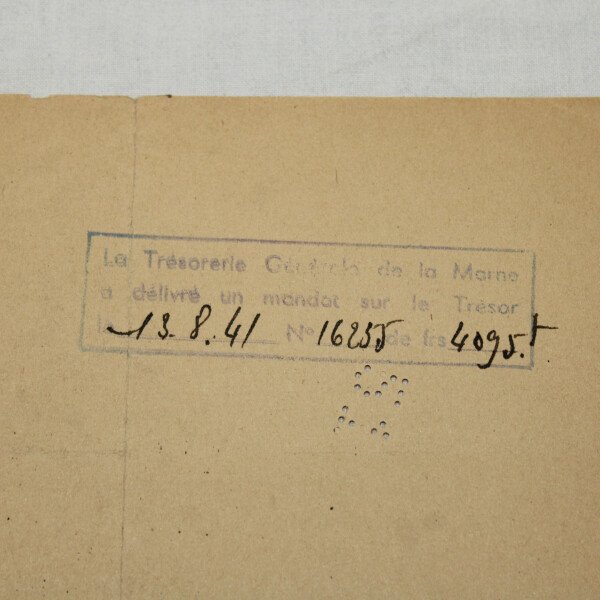 La Trésorerie Générale de la Marne
a délivré un mandat sur le Trésor
le 13.8.41 N° 16255 de frs 4095.